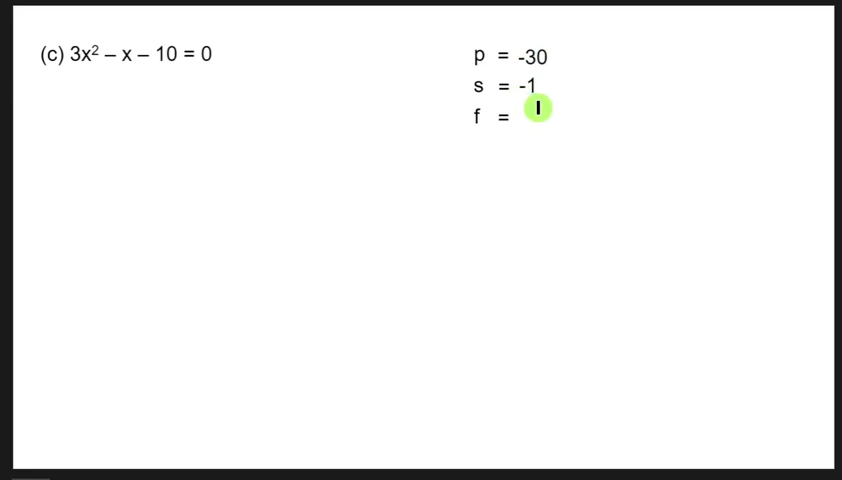 (c) 3x² – x – 10 = 0
p = -30
s = -1
f =